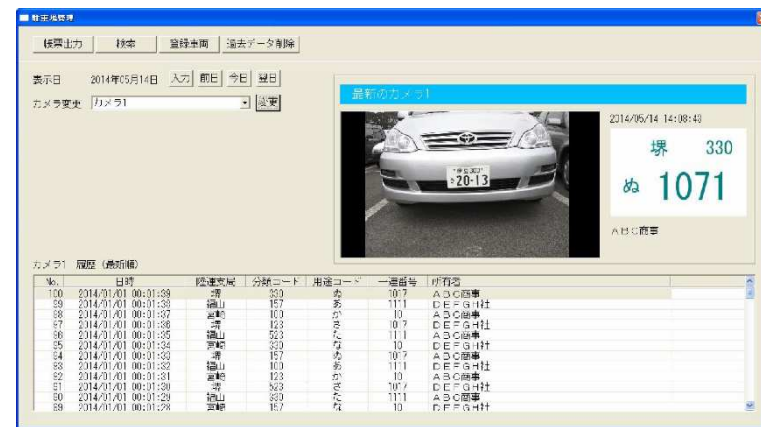 駐車場管理
帳票出力 検索 登録車両 過去データ削除
表示日 2014年05月14日 入力 前日 今日 翌日
カメラ変更 カメラ1 変更
最新のカメラ1
2014/05/14 14:08:43
20-13
堺 330
ぬ 1071
ABC商事
カメラ1 履歴 (最新順)
No. 日時 陸運支局 分類コード 用途コード 一連番号 所有者
100 2014/01/01 00:01:39 堺 330 ぬ 1017 ABC商事
99 2014/01/01 00:01:38 福山 157 あ 1111 DEFGH社
98 2014/01/01 00:01:37 宮崎 100 か 10 ABC商事
97 2014/01/01 00:01:36 堺 123 さ 1017 DEFGH社
96 2014/01/01 00:01:35 福山 523 た 1111 ABC商事
95 2014/01/01 00:01:34 宮崎 330 な 10 DEFGH社
94 2014/01/01 00:01:33 堺 157 ぬ 1017 ABC商事
93 2014/01/01 00:01:32 福山 100 あ 1111 DEFGH社
92 2014/01/01 00:01:31 宮崎 123 か 10 ABC商事
91 2014/01/01 00:01:30 堺 523 さ 1017 DEFGH社
90 2014/01/01 00:01:29 福山 330 た 1111 ABC商事
89 2014/01/01 00:01:28 宮崎 157 な 10 DEFGH社